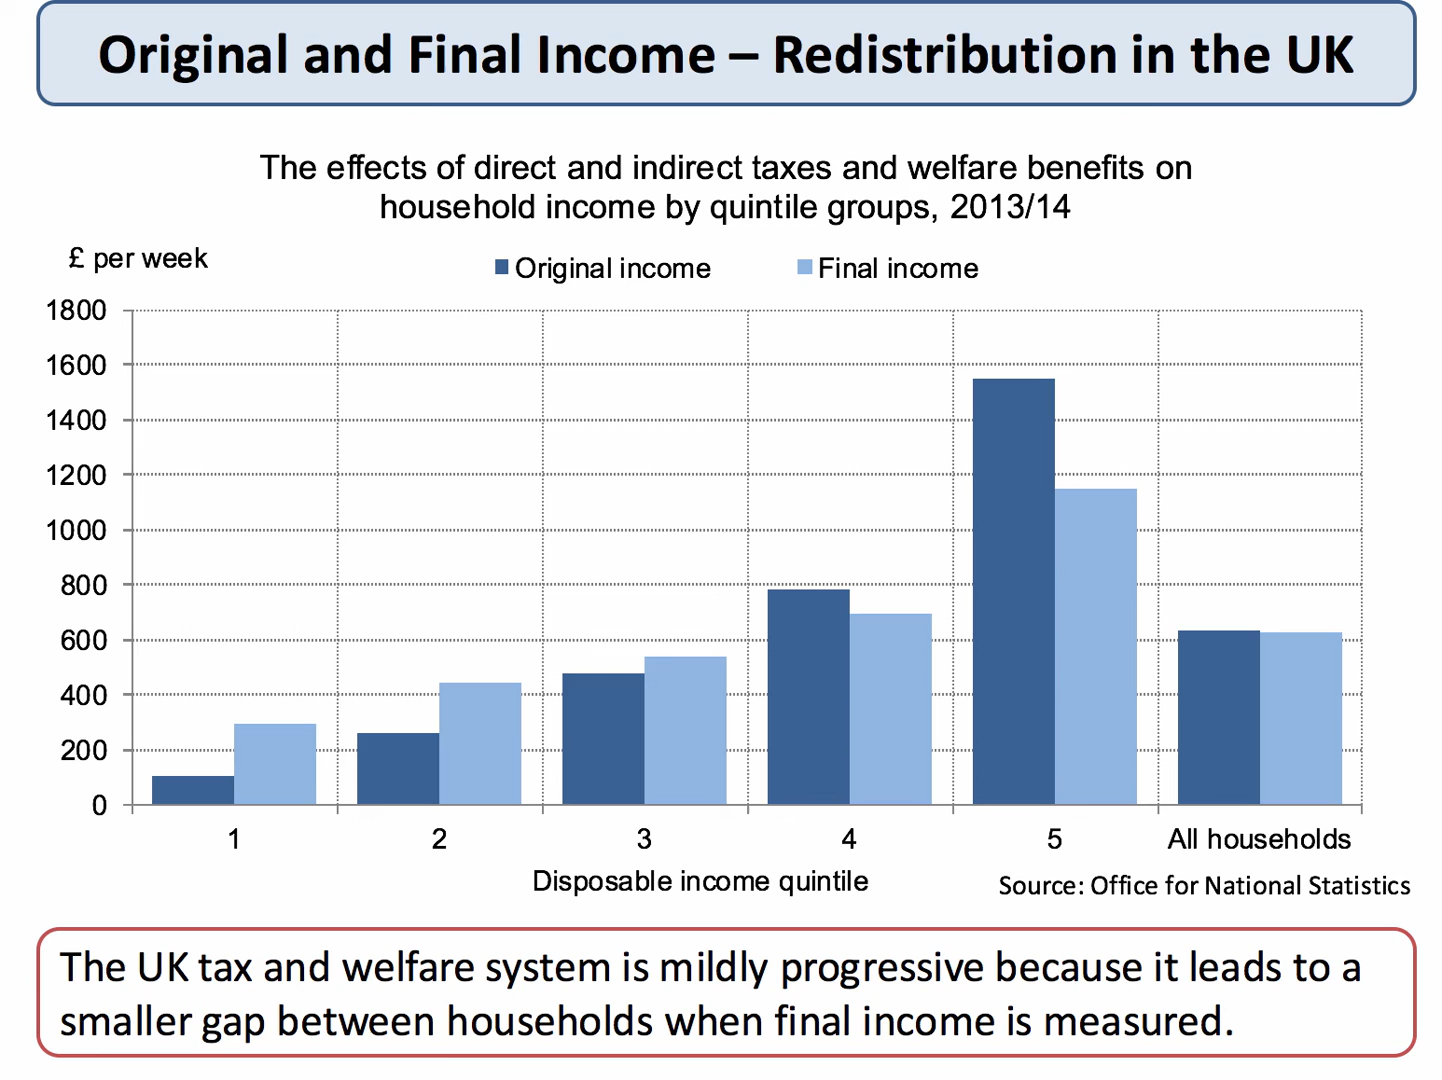 Original and Final Income – Redistribution in the UK
The effects of direct and indirect taxes and welfare benefits on
household income by quintile groups, 2013/14
£ per week
Original income
Final income
1800
1600
1400
1200
1000
800
600
400
200
0
1
2
3
4
5
All households
Disposable income quintile
Source: Office for National Statistics
The UK tax and welfare system is mildly progressive because it leads to a
smaller gap between households when final income is measured.